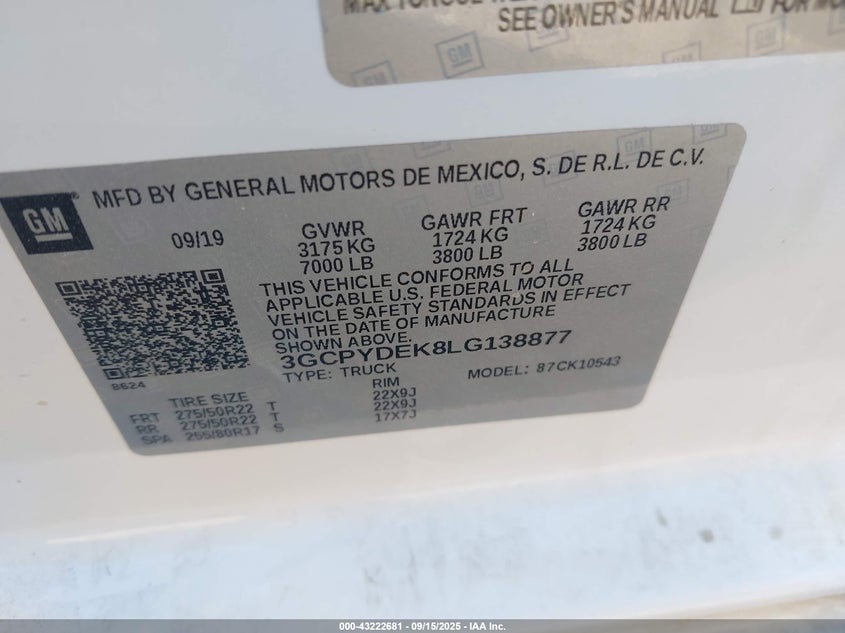 SEE OWNER'S MANUAL
GM
GM
MFD BY GENERAL MOTORS DE MEXICO, S. DE R.L. DE C.V.
GM ®
09/19 GVWR GAWR FRT GAWR RR
3175 KG 1724 KG 1724 KG
7000 LB 3800 LB 3800 LB
THIS VEHICLE CONFORMS TO ALL
APPLICABLE U.S. FEDERAL MOTOR
VEHICLE SAFETY STANDARDS IN EFFECT
ON THE DATE OF MANUFACTURE
SHOWN ABOVE.
3GCPYDEK8LG138877
TYPE: TRUCK MODEL: 87CK10543
8624
TIRE SIZE RIM
FRT 275/50R22 T 22X9J
RR 275/50R22 T 22X9J
SPA 255/80R17 S 17X7J
000-43222681 - 09/15/2025 - IAA Inc.